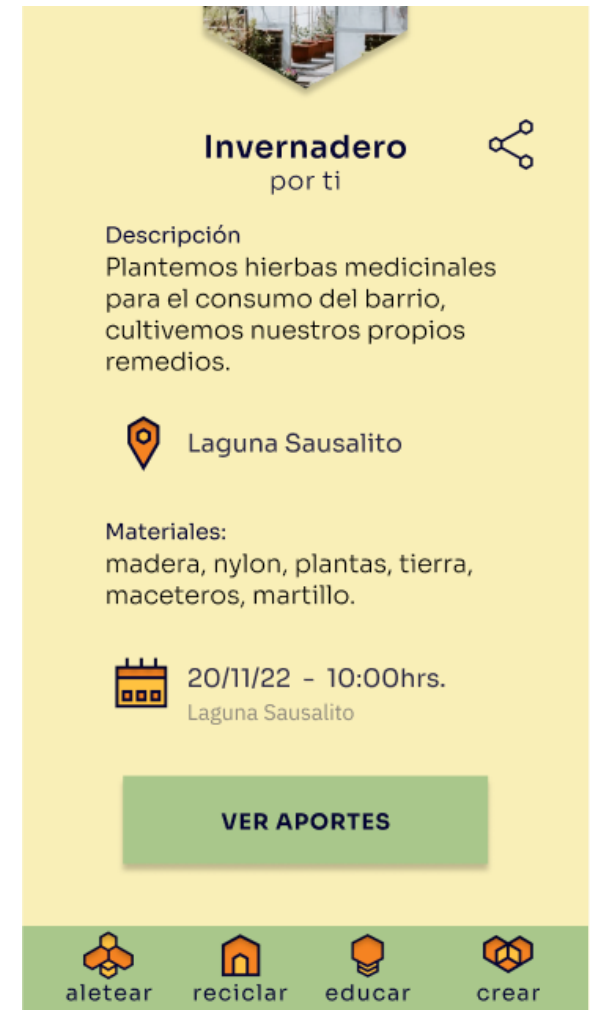 Invernadero
por ti
Descripción
Plantemos hierbas medicinales
para el consumo del barrio,
cultivemos nuestros propios
remedios.
Laguna Sausalito
Materiales:
madera, nylon, plantas, tierra,
maceteros, martillo.
20/11/22 - 10:00hrs.
Laguna Sausalito
VER APORTES
aletear reciclar educar crear